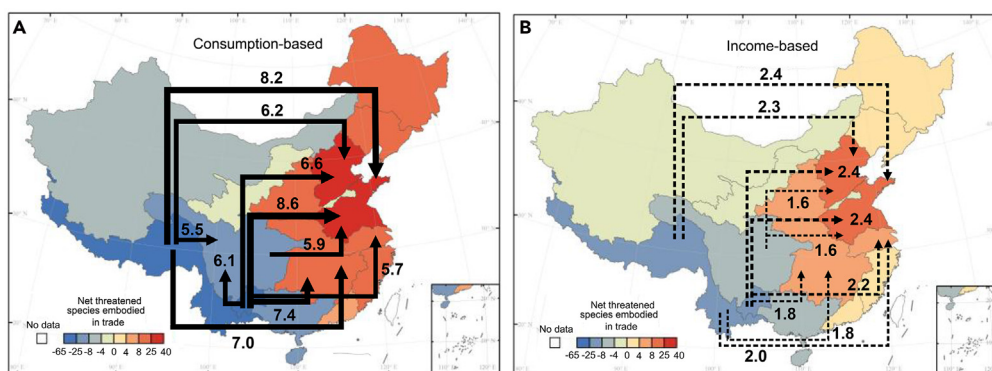 A
Consumption-based
8.2
6.2
6.6
8.6
5.5
5.9
6.1
5.7
7.4
7.0
Net threatened
species embodied
in trade
No data
-65 -25 -8 -4 0 4 8 25 40
B
Income-based
2.4
2.3
2.4
1.6
2.4
1.6
2.2
1.8
1.8
2.0
Net threatened
species embodied
in trade
No data
-65 -25 -8 -4 0 4 8 25 40